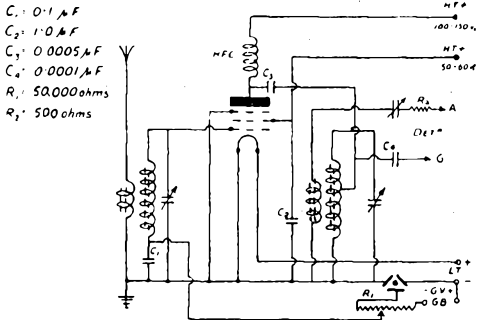 C₁ = 0·1 µF
C₂ = 1·0 µF
C₃ = 0·0005 µF
C₄ = 0·0001 µF
R₁ = 50,000 ohms
R₂ = 500 ohms
HT+
100-150v.
HFC
HT+
C₃
R₂
A
DET^R
C₄
G
C₂
C₁
+
LT
-
R₁
-GV+
GB